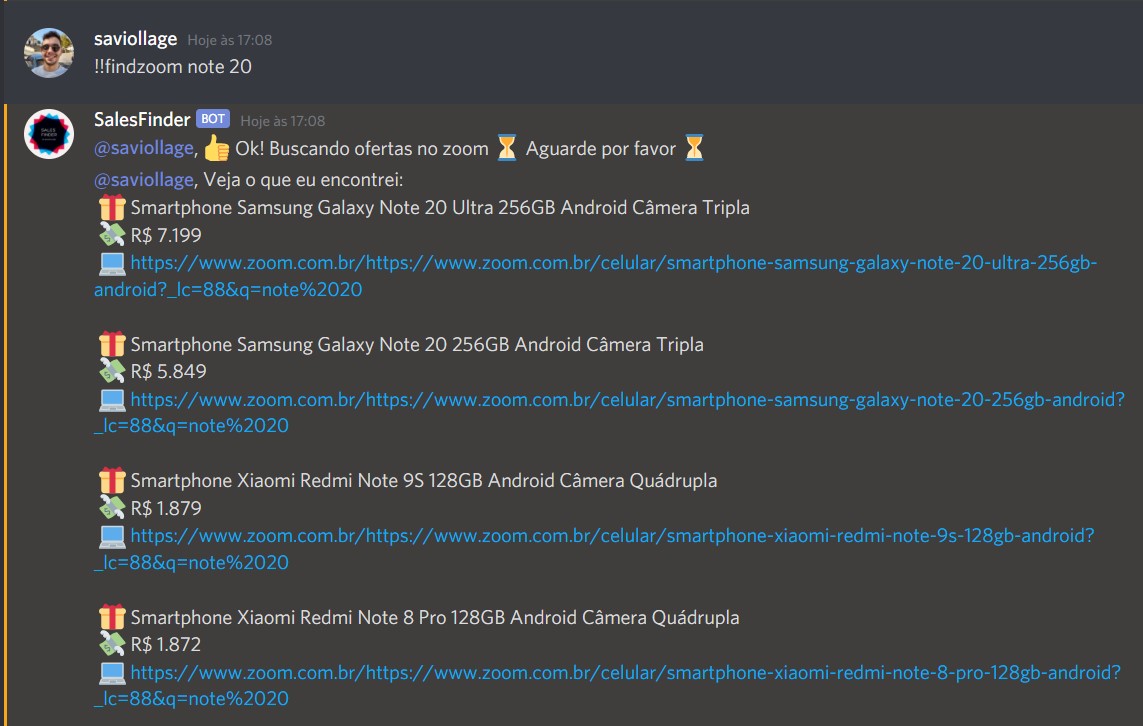 saviollage Hoje às 17:08
!!findzoom note 20
SALES
FINDER
SalesFinder BOT Hoje às 17:08
@saviollage, 👍 Ok! Buscando ofertas no zoom ⏳ Aguarde por favor ⏳
@saviollage, Veja o que eu encontrei:
🎁 Smartphone Samsung Galaxy Note 20 Ultra 256GB Android Câmera Tripla
💸 R$ 7.199
💻 https://www.zoom.com.br/https://www.zoom.com.br/celular/smartphone-samsung-galaxy-note-20-ultra-256gb-
android?_lc=88&q=note%2020
🎁 Smartphone Samsung Galaxy Note 20 256GB Android Câmera Tripla
💸 R$ 5.849
💻 https://www.zoom.com.br/https://www.zoom.com.br/celular/smartphone-samsung-galaxy-note-20-256gb-android?
_lc=88&q=note%2020
🎁 Smartphone Xiaomi Redmi Note 9S 128GB Android Câmera Quádrupla
💸 R$ 1.879
💻 https://www.zoom.com.br/https://www.zoom.com.br/celular/smartphone-xiaomi-redmi-note-9s-128gb-android?
_lc=88&q=note%2020
🎁 Smartphone Xiaomi Redmi Note 8 Pro 128GB Android Câmera Quádrupla
💸 R$ 1.872
💻 https://www.zoom.com.br/https://www.zoom.com.br/celular/smartphone-xiaomi-redmi-note-8-pro-128gb-android?
_lc=88&q=note%2020